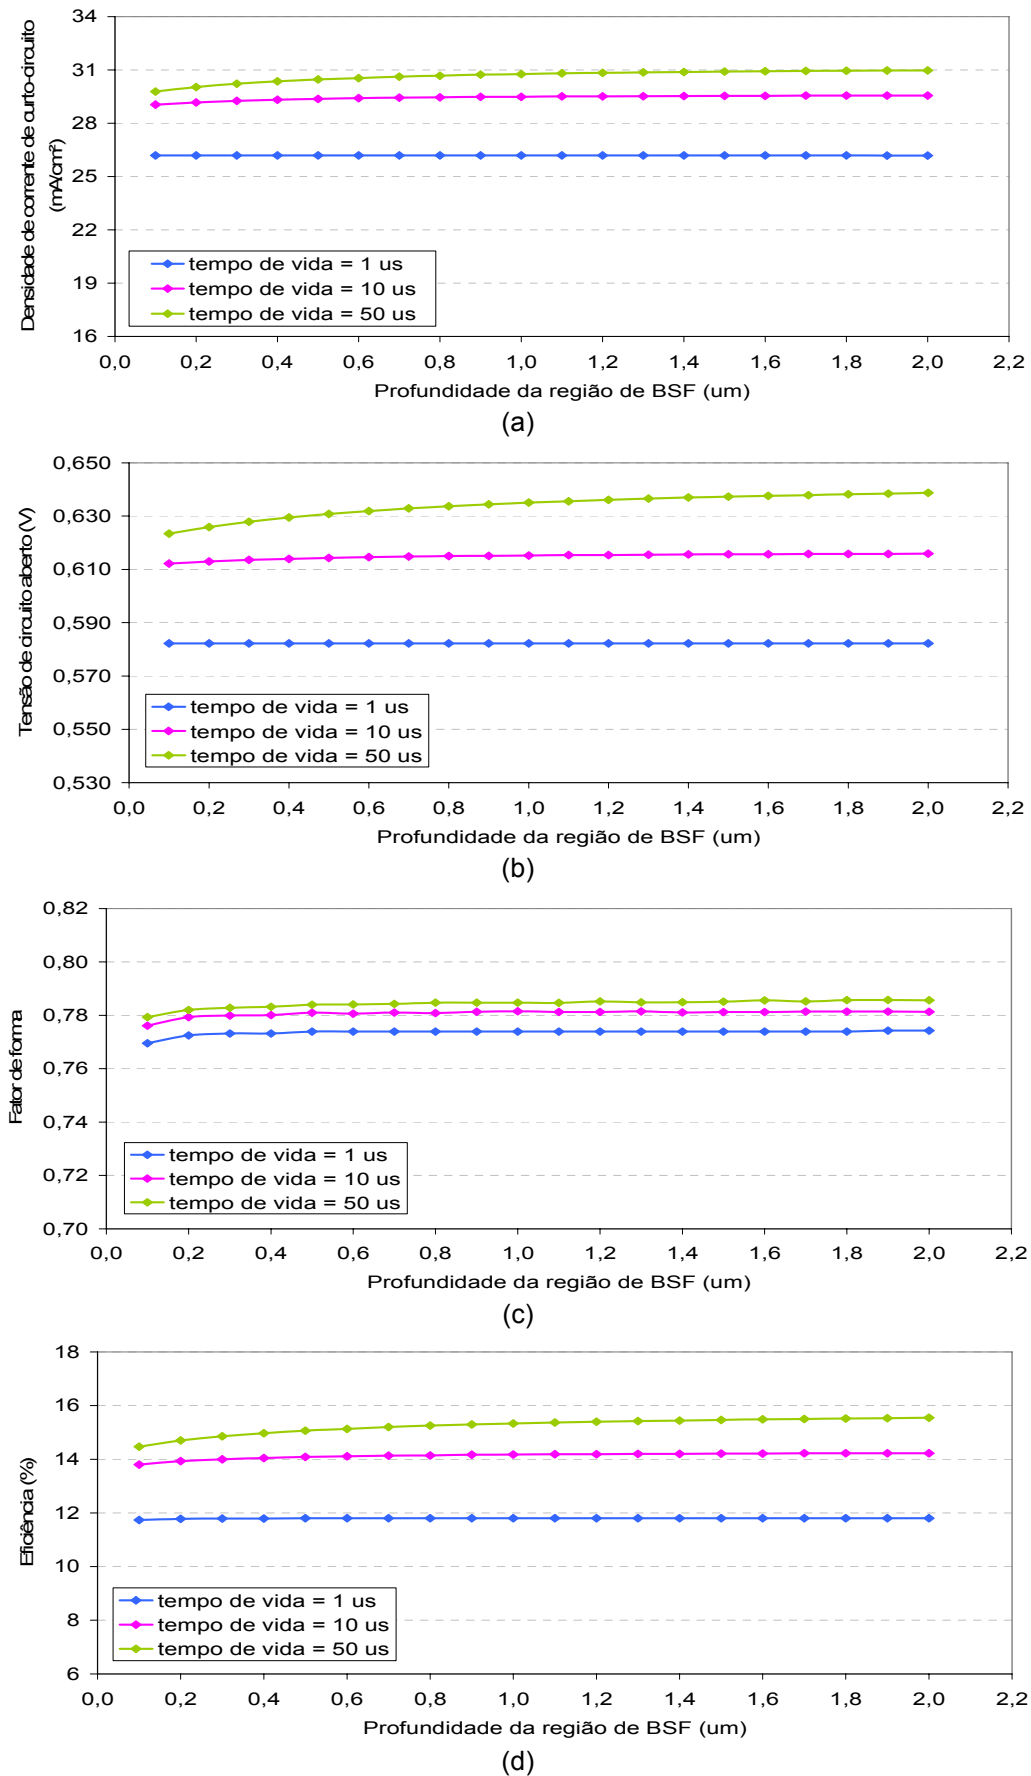 Densidade de corrente de curto-circuito
(mA/cm²)
34
31
28
25
22
19
16
tempo de vida = 1 us
tempo de vida = 10 us
tempo de vida = 50 us
0,0 0,2 0,4 0,6 0,8 1,0 1,2 1,4 1,6 1,8 2,0 2,2
Profundidade da região de BSF (um)
(a)
Tensão de circuito aberto (V)
0,650
0,630
0,610
0,590
0,570
0,550
0,530
tempo de vida = 1 us
tempo de vida = 10 us
tempo de vida = 50 us
0,0 0,2 0,4 0,6 0,8 1,0 1,2 1,4 1,6 1,8 2,0 2,2
Profundidade da região de BSF (um)
(b)
Fator de forma
0,82
0,80
0,78
0,76
0,74
0,72
0,70
tempo de vida = 1 us
tempo de vida = 10 us
tempo de vida = 50 us
0,0 0,2 0,4 0,6 0,8 1,0 1,2 1,4 1,6 1,8 2,0 2,2
Profundidade da região de BSF (um)
(c)
Eficiência (%)
18
16
14
12
10
8
6
tempo de vida = 1 us
tempo de vida = 10 us
tempo de vida = 50 us
0,0 0,2 0,4 0,6 0,8 1,0 1,2 1,4 1,6 1,8 2,0 2,2
Profundidade da região de BSF (um)
(d)